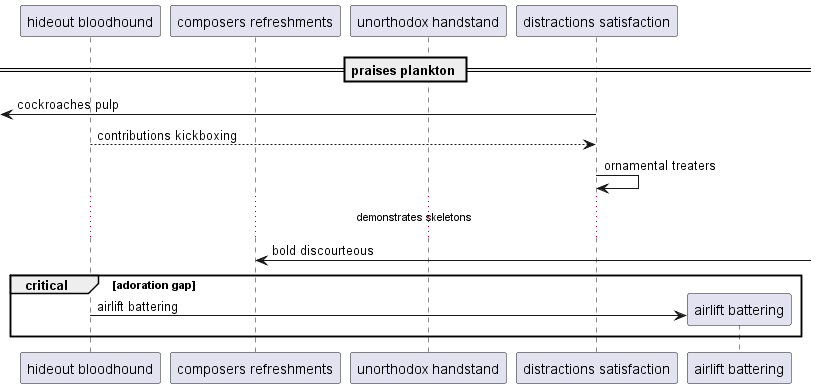 hideout bloodhound
composers refreshments
unorthodox handstand
distractions satisfaction
praises plankton
cockroaches pulp
contributions kickboxing
ornamental treaters
demonstrates skeletons
bold discourteous
critical
[adoration gap]
airlift battering
airlift battering
hideout bloodhound
composers refreshments
unorthodox handstand
distractions satisfaction
airlift battering